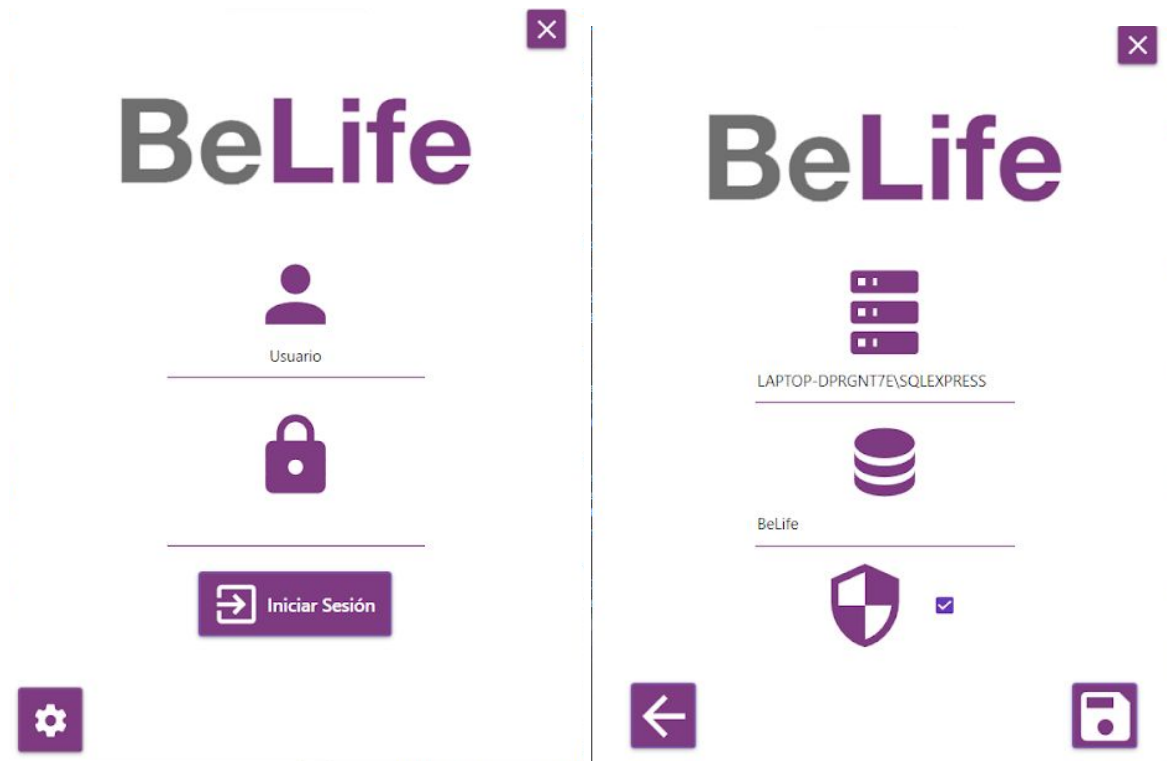 BeLife
Usuario
Iniciar Sesión
BeLife
LAPTOP-DPRGNT7E\SQLEXPRESS
BeLife